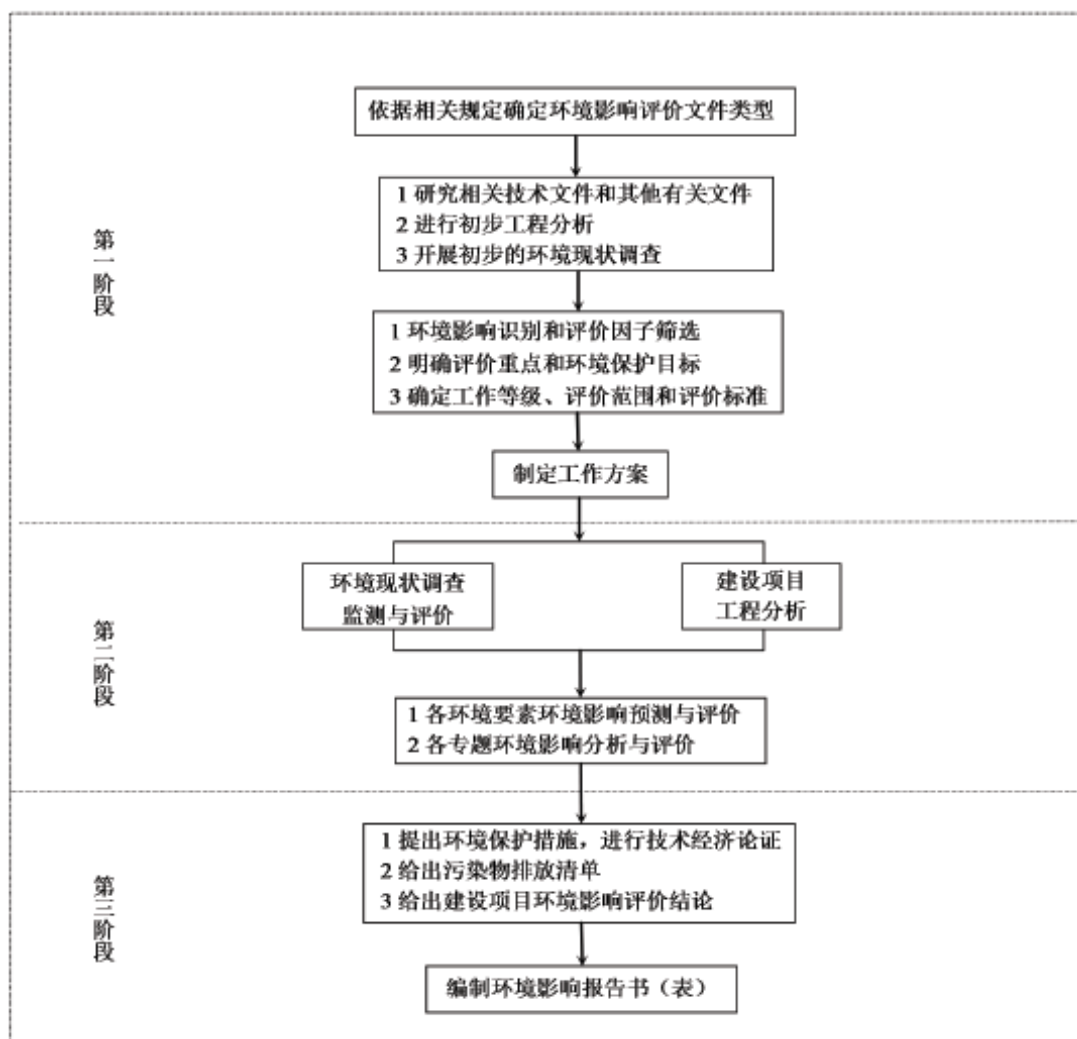 依据相关规定确定环境影响评价文件类型
1 研究相关技术文件和其他有关文件
2 进行初步工程分析
3 开展初步的环境现状调查
第一阶段
1 环境影响识别和评价因子筛选
2 明确评价重点和环境保护目标
3 确定工作等级、评价范围和评价标准
制定工作方案
环境现状调查
监测与评价
建设项目
工程分析
第二阶段
1 各环境要素环境影响预测与评价
2 各专题环境影响分析与评价
1 提出环境保护措施，进行技术经济论证
2 给出污染物排放清单
3 给出建设项目环境影响评价结论
第三阶段
编制环境影响报告书（表）